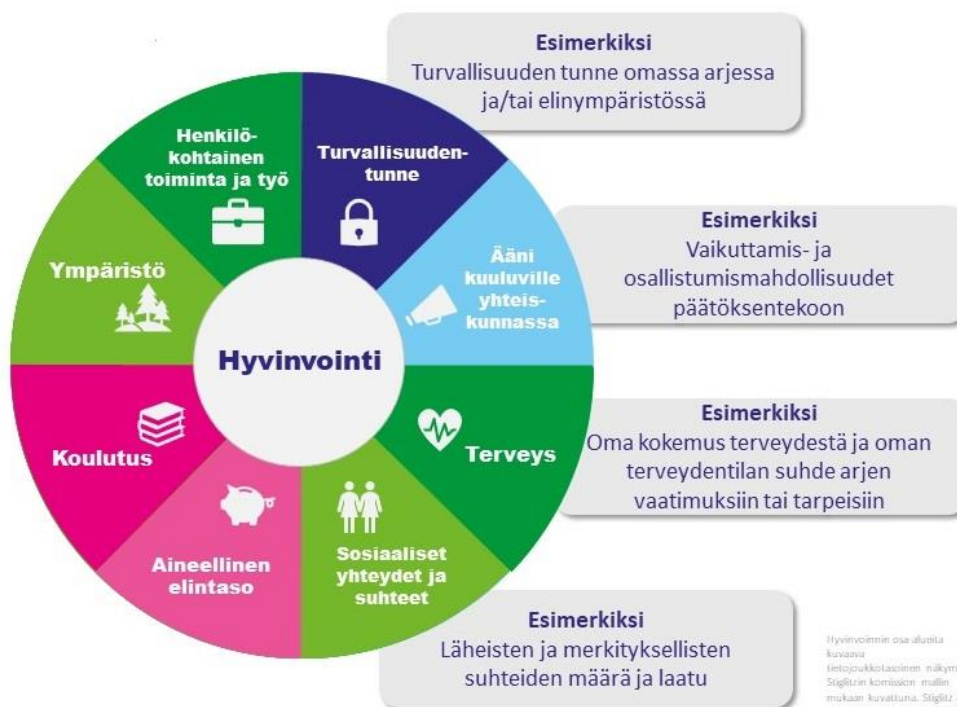 Esimerkiksi
Turvallisuuden tunne omassa arjessa
ja/tai elinympäristössä
Henkilö-
kohtainen
toiminta ja työ
Turvallisuuden-
tunne
Esimerkiksi
Vaikuttamis- ja
osallistumismahdollisuudet
päätöksentekoon
Ääni
kuuluville
yhteis-
kunnassa
Ympäristö
Hyvinvointi
Esimerkiksi
Oma kokemus terveydestä ja oman
terveydentilan suhde arjen
vaatimuksiin tai tarpeisiin
Terveys
Koulutus
Sosiaaliset
yhteydet ja
suhteet
Aineellinen
elintaso
Esimerkiksi
Läheisten ja merkityksellisten
suhteiden määrä ja laatu
Hyvinvoinnin osa-alueita
kuvaava
tietojoukkotasoinen näkym
Stiglitzin komission mallin
mukaan kuvattuna. Stiglitz